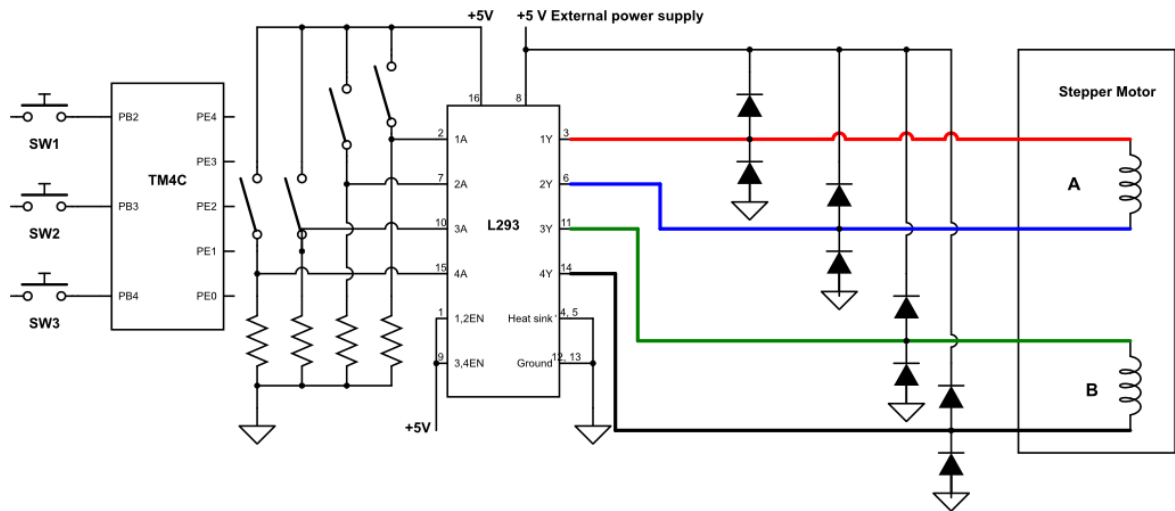 +5V
+5 V External power supply
Stepper Motor
16
8
PB2
PE4
SW1
2
1A
1Y
3
PE3
TM4C
7
2A
2Y
6
A
PB3
PE2
SW2
L293
10
3A
3Y
11
PE1
15
4A
4Y
14
PB4
PE0
SW3
1
1,2EN
Heat sink
4, 5
9
3,4EN
Ground
12, 13
B
+5V